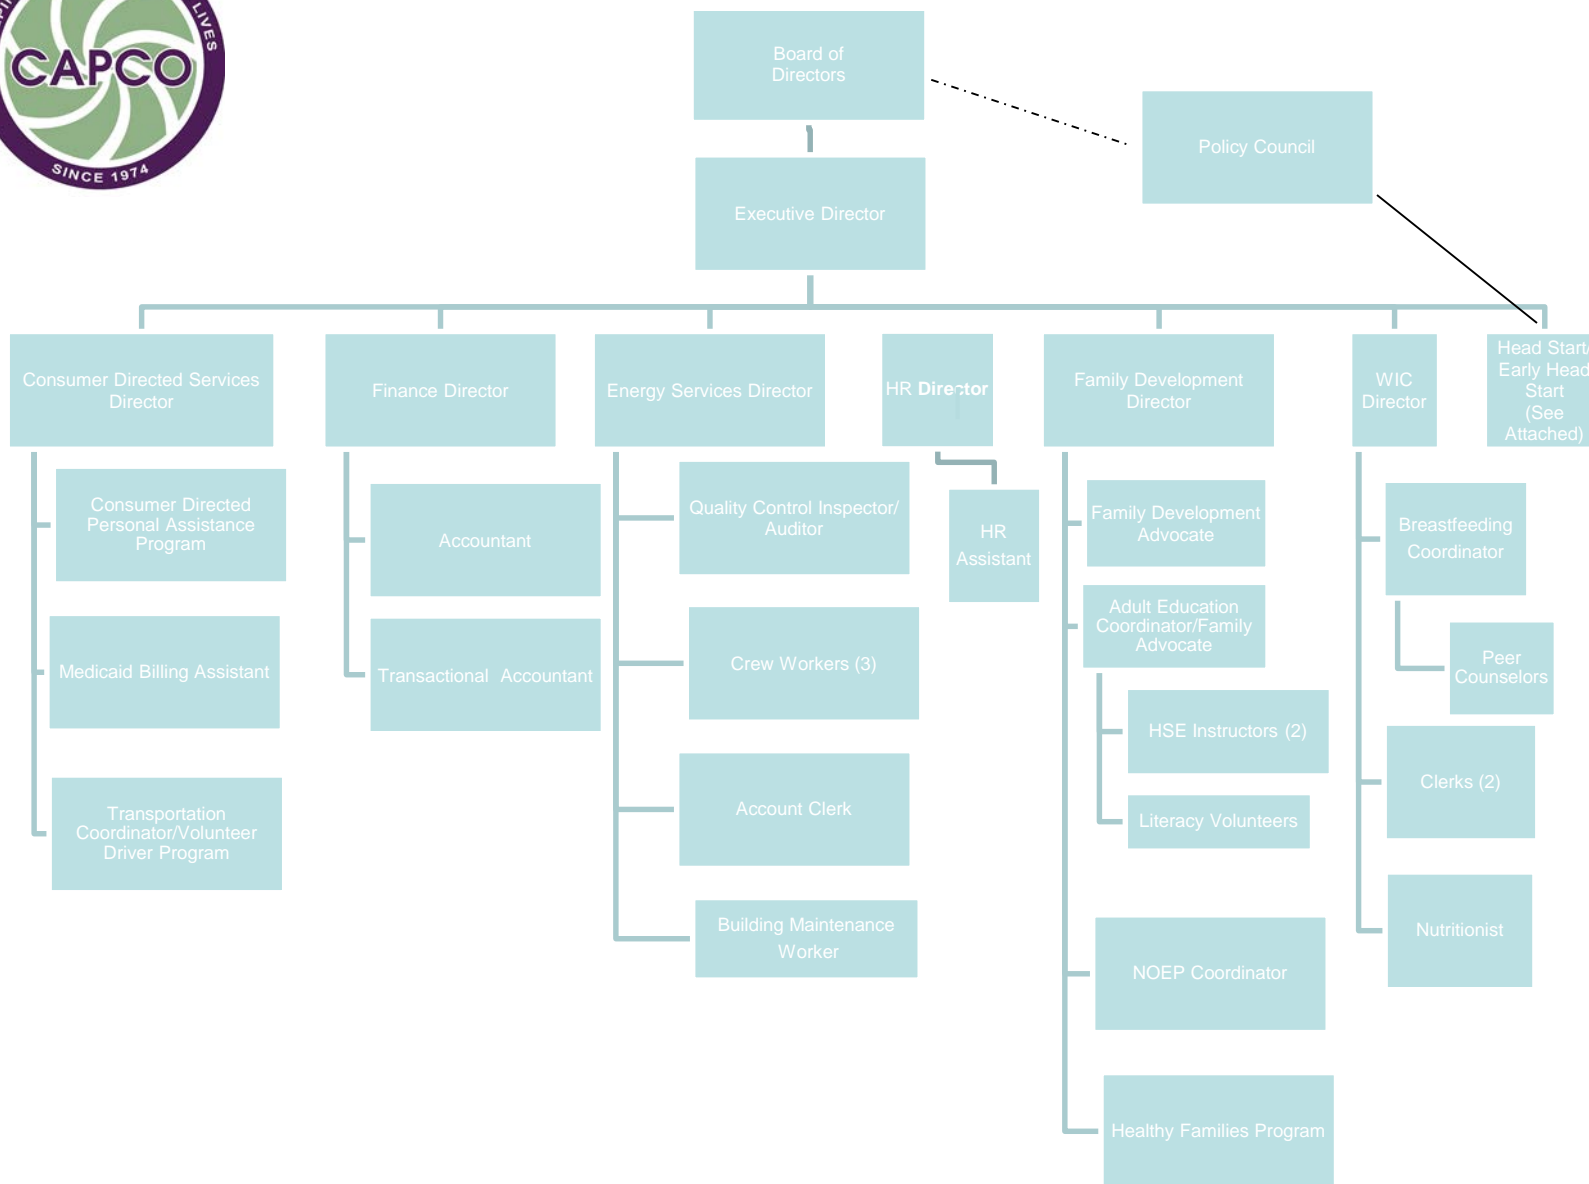 LIVES
CAPCO
SINCE 1974
Board of
Directors
Policy Council
Executive Director
Consumer Directed Services
Director
Finance Director
Energy Services Director
HR Director
Family Development
Director
WIC
Director
Head Start/
Early Head
Start
(See
Attached)
Consumer Directed
Personal Assistance
Program
Medicaid Billing Assistant
Transportation
Coordinator/Volunteer
Driver Program
Accountant
Transactional Accountant
Quality Control Inspector/
Auditor
Crew Workers (3)
Account Clerk
Building Maintenance
Worker
HR
Assistant
Family Development
Advocate
Adult Education
Coordinator/Family
Advocate
HSE Instructors (2)
Literacy Volunteers
NOEP Coordinator
Healthy Families Program
Breastfeeding
Coordinator
Peer
Counselors
Clerks (2)
Nutritionist